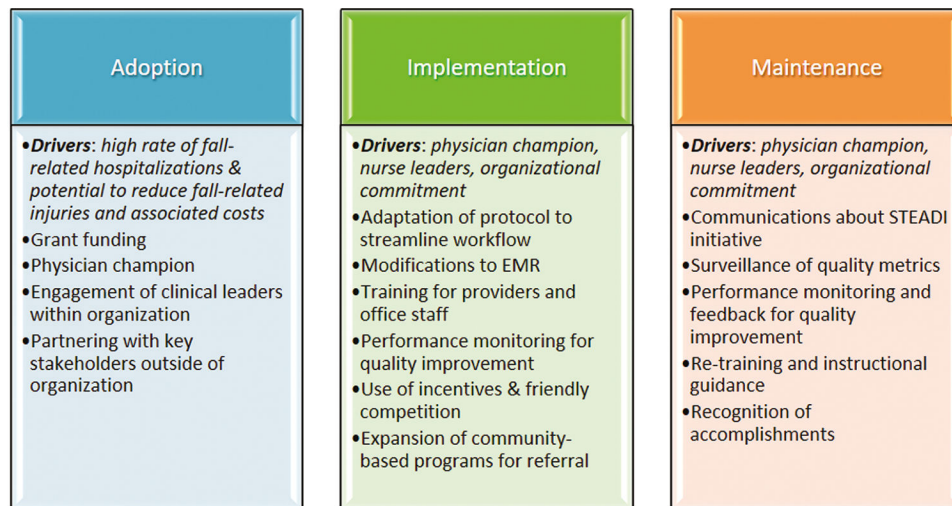 Adoption
•Drivers: high rate of fall-
related hospitalizations &
potential to reduce fall-related
injuries and associated costs
•Grant funding
•Physician champion
•Engagement of clinical leaders
within organization
•Partnering with key
stakeholders outside of
organization
Implementation
•Drivers: physician champion,
nurse leaders, organizational
commitment
•Adaptation of protocol to
streamline workflow
•Modifications to EMR
•Training for providers and
office staff
•Performance monitoring for
quality improvement
•Use of incentives & friendly
competition
•Expansion of community-
based programs for referral
Maintenance
•Drivers: physician champion,
nurse leaders, organizational
commitment
•Communications about STEADI
initiative
•Surveillance of quality metrics
•Performance monitoring and
feedback for quality
improvement
•Re-training and instructional
guidance
•Recognition of
accomplishments